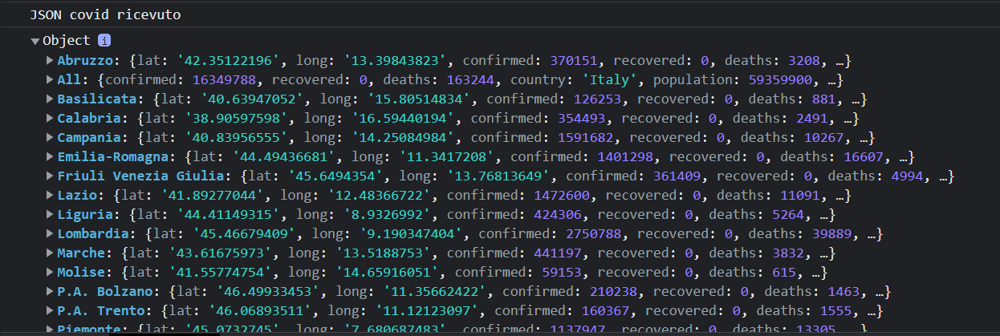 JSON covid ricevuto
Object i
Abruzzo: {lat: '42.35122196', long: '13.39843823', confirmed: 370151, recovered: 0, deaths: 3208, …}
All: {confirmed: 16349788, recovered: 0, deaths: 163244, country: 'Italy', population: 59359900, …}
Basilicata: {lat: '40.63947052', long: '15.80514834', confirmed: 126253, recovered: 0, deaths: 881, …}
Calabria: {lat: '38.90597598', long: '16.59440194', confirmed: 354493, recovered: 0, deaths: 2491, …}
Campania: {lat: '40.83956555', long: '14.25084984', confirmed: 1591682, recovered: 0, deaths: 10267, …}
Emilia-Romagna: {lat: '44.49436681', long: '11.3417208', confirmed: 1401298, recovered: 0, deaths: 16607, …}
Friuli Venezia Giulia: {lat: '45.6494354', long: '13.76813649', confirmed: 361409, recovered: 0, deaths: 4994, …}
Lazio: {lat: '41.89277044', long: '12.48366722', confirmed: 1472600, recovered: 0, deaths: 11091, …}
Liguria: {lat: '44.41149315', long: '8.9326992', confirmed: 424306, recovered: 0, deaths: 5264, …}
Lombardia: {lat: '45.46679409', long: '9.190347404', confirmed: 2750788, recovered: 0, deaths: 39889, …}
Marche: {lat: '43.61675973', long: '13.5188753', confirmed: 441197, recovered: 0, deaths: 3832, …}
Molise: {lat: '41.55774754', long: '14.65916051', confirmed: 59153, recovered: 0, deaths: 615, …}
P.A. Bolzano: {lat: '46.49933453', long: '11.35662422', confirmed: 210238, recovered: 0, deaths: 1463, …}
P.A. Trento: {lat: '46.06893511', long: '11.12123097', confirmed: 160367, recovered: 0, deaths: 1555, …}
Piemonte: {lat: '45.0732745', long: '7.680687483', confirmed: 1137947, recovered: 0, deaths: 13305, …}